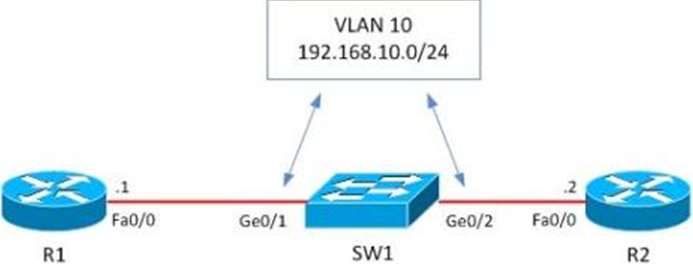 VLAN 10
192.168.10.0/24
.1
.2
Fa0/0
Ge0/1
Ge0/2
Fa0/0
R1
SW1
R2